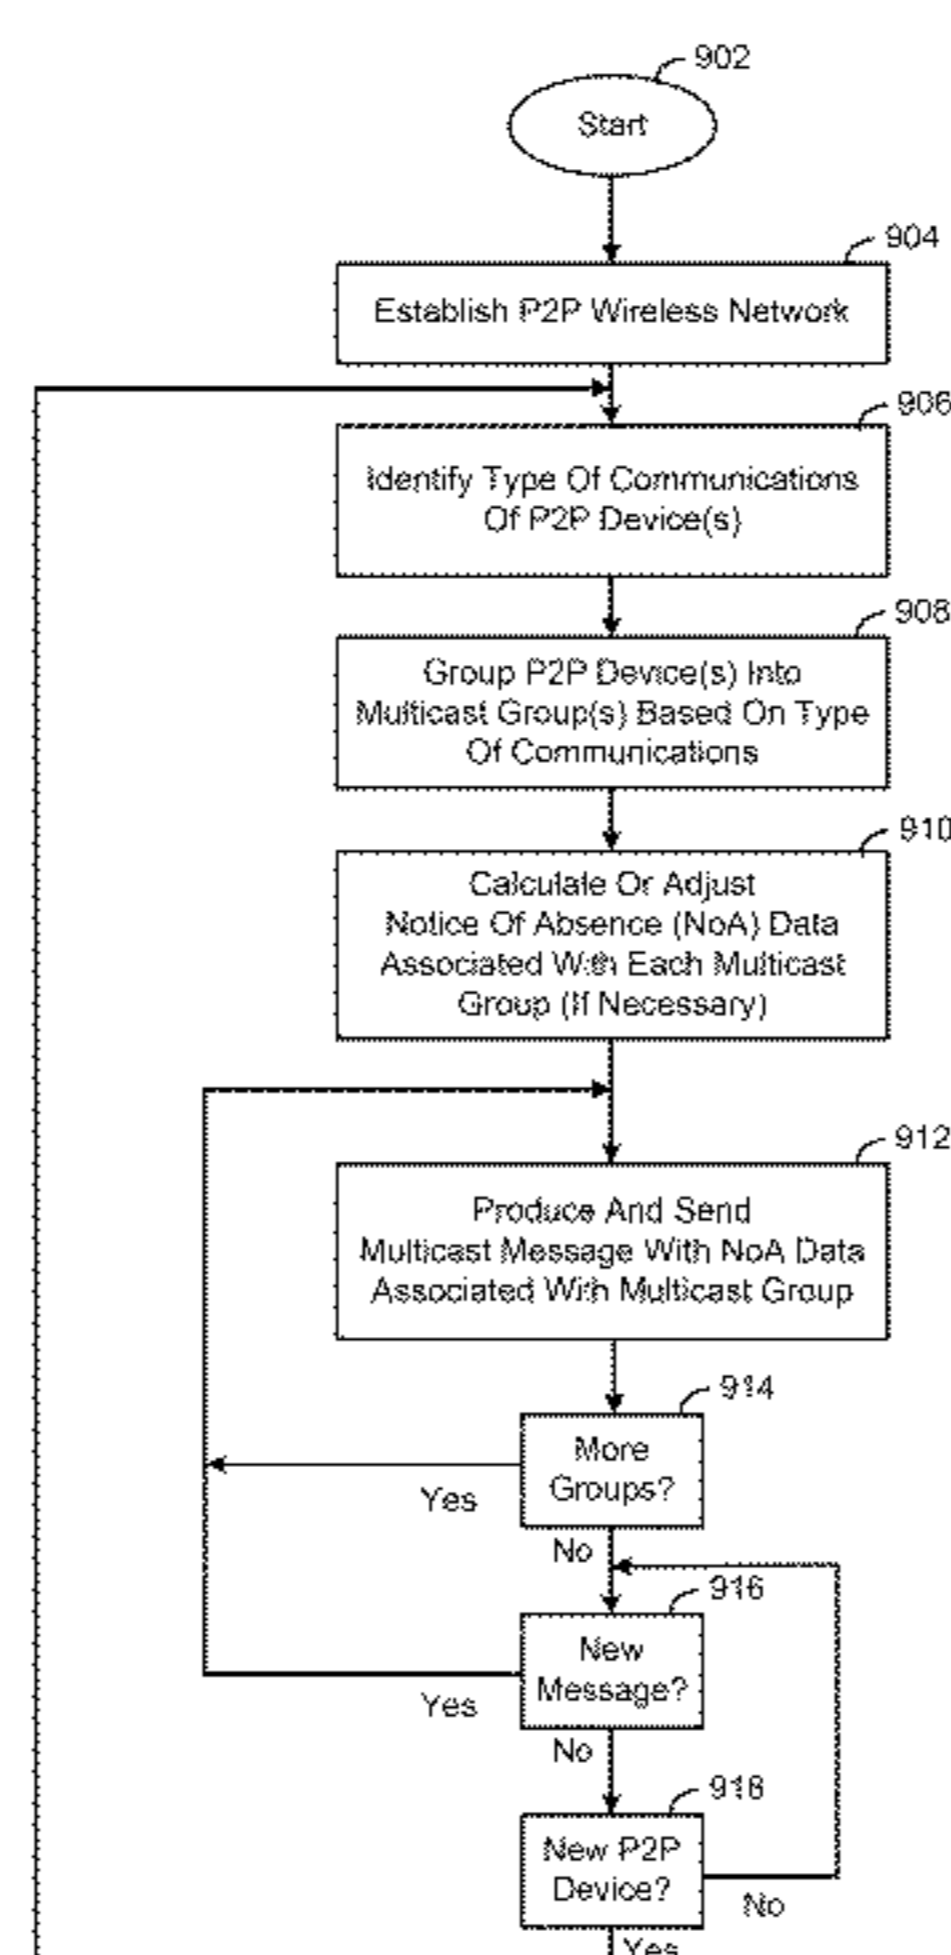 902
Start
904
Establish P2P Wireless Network
906
Identify Type Of Communications
Of P2P Device(s)
908
Group P2P Device(s) Into
Multicast Group(s) Based On Type
Of Communications
910
Calculate Or Adjust
Notice Of Absence (NoA) Data
Associated With Each Multicast
Group (If Necessary)
912
Produce And Send
Multicast Message With NoA Data
Associated With Multicast Group
914
More
Groups?
Yes
No
916
New
Message?
Yes
No
918
New P2P
Device?
No
Yes